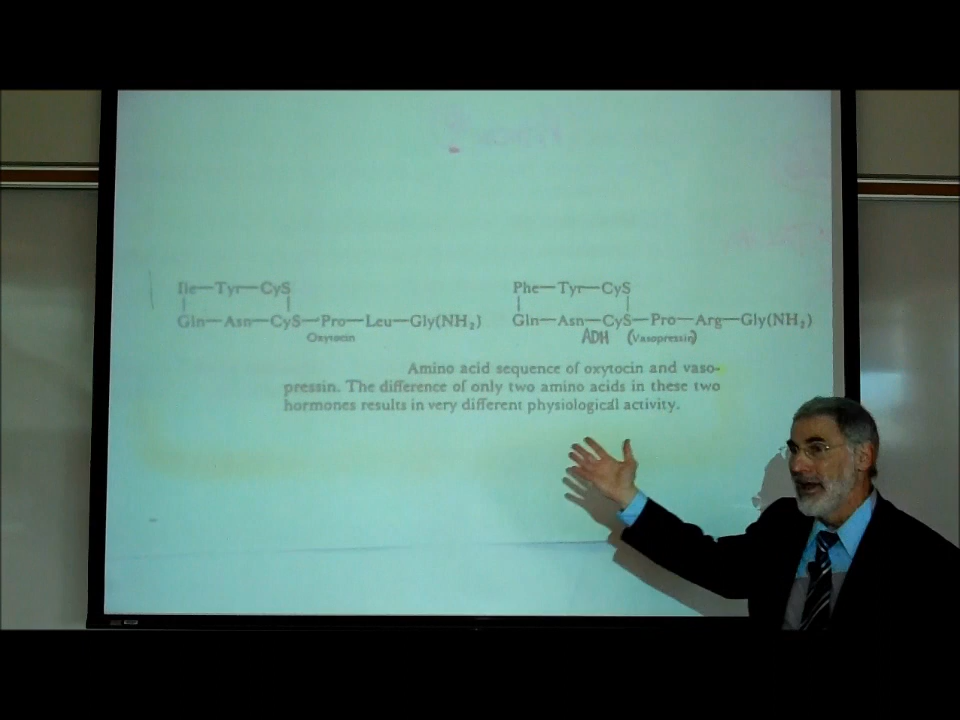 Ile—Tyr—CyS
Gln—Asn—CyS—Pro—Leu—Gly(NH₂)
Oxytocin
Phe—Tyr—CyS
Gln—Asn—CyS—Pro—Arg—Gly(NH₂)
ADH (Vasopressin)
Amino acid sequence of oxytocin and vaso-
pressin. The difference of only two amino acids in these two
hormones results in very different physiological activity.